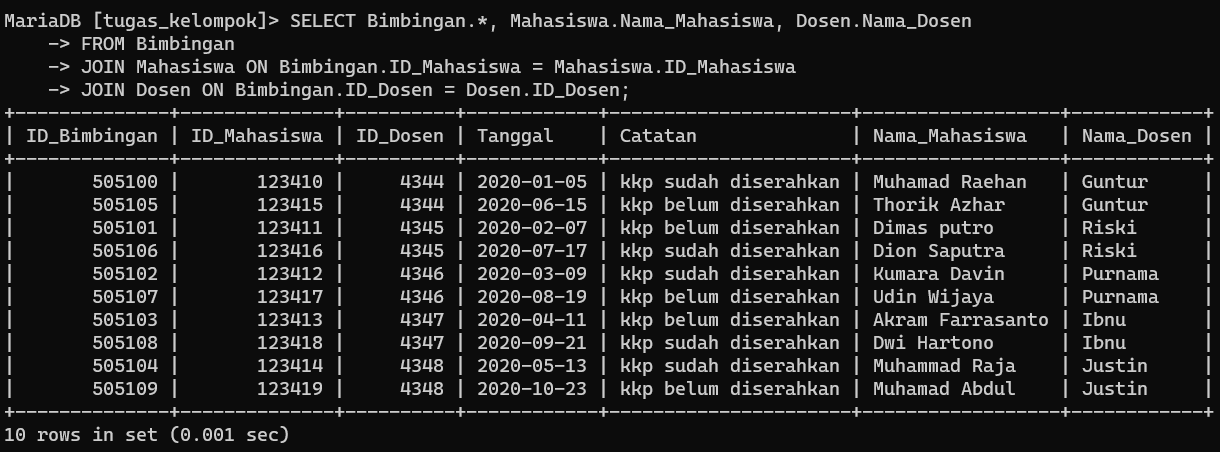 MariaDB [tugas_kelompok]> SELECT Bimbingan.*, Mahasiswa.Nama_Mahasiswa, Dosen.Nama_Dosen
    -> FROM Bimbingan
    -> JOIN Mahasiswa ON Bimbingan.ID_Mahasiswa = Mahasiswa.ID_Mahasiswa
    -> JOIN Dosen ON Bimbingan.ID_Dosen = Dosen.ID_Dosen;
+--------------+--------------+----------+------------+----------------------+------------------+------------+
| ID_Bimbingan | ID_Mahasiswa | ID_Dosen | Tanggal    | Catatan              | Nama_Mahasiswa   | Nama_Dosen |
+--------------+--------------+----------+------------+----------------------+------------------+------------+
|       505100 |       123410 |     4344 | 2020-01-05 | kkp sudah diserahkan | Muhamad Raehan   | Guntur     |
|       505105 |       123415 |     4344 | 2020-06-15 | kkp belum diserahkan | Thorik Azhar     | Guntur     |
|       505101 |       123411 |     4345 | 2020-02-07 | kkp belum diserahkan | Dimas putro      | Riski      |
|       505106 |       123416 |     4345 | 2020-07-17 | kkp sudah diserahkan | Dion Saputra     | Riski      |
|       505102 |       123412 |     4346 | 2020-03-09 | kkp sudah diserahkan | Kumara Davin     | Purnama    |
|       505107 |       123417 |     4346 | 2020-08-19 | kkp belum diserahkan | Udin Wijaya      | Purnama    |
|       505103 |       123413 |     4347 | 2020-04-11 | kkp belum diserahkan | Akram Farrasanto | Ibnu       |
|       505108 |       123418 |     4347 | 2020-09-21 | kkp sudah diserahkan | Dwi Hartono      | Ibnu       |
|       505104 |       123414 |     4348 | 2020-05-13 | kkp sudah diserahkan | Muhammad Raja    | Justin     |
|       505109 |       123419 |     4348 | 2020-10-23 | kkp belum diserahkan | Muhamad Abdul    | Justin     |
+--------------+--------------+----------+------------+----------------------+------------------+------------+
10 rows in set (0.001 sec)